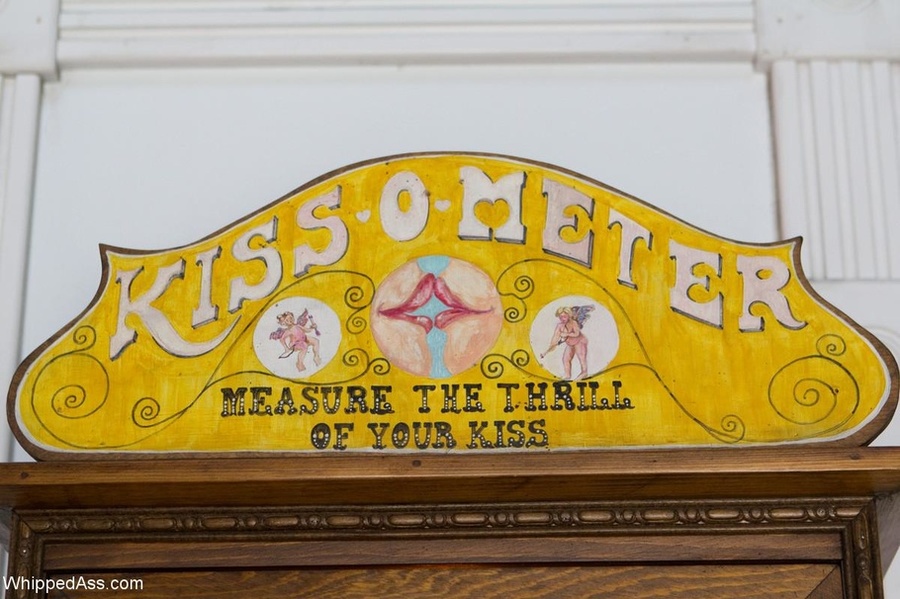 KISS-O-METER
MEASURE THE THRILL
OF YOUR KISS
WhippedAss.com